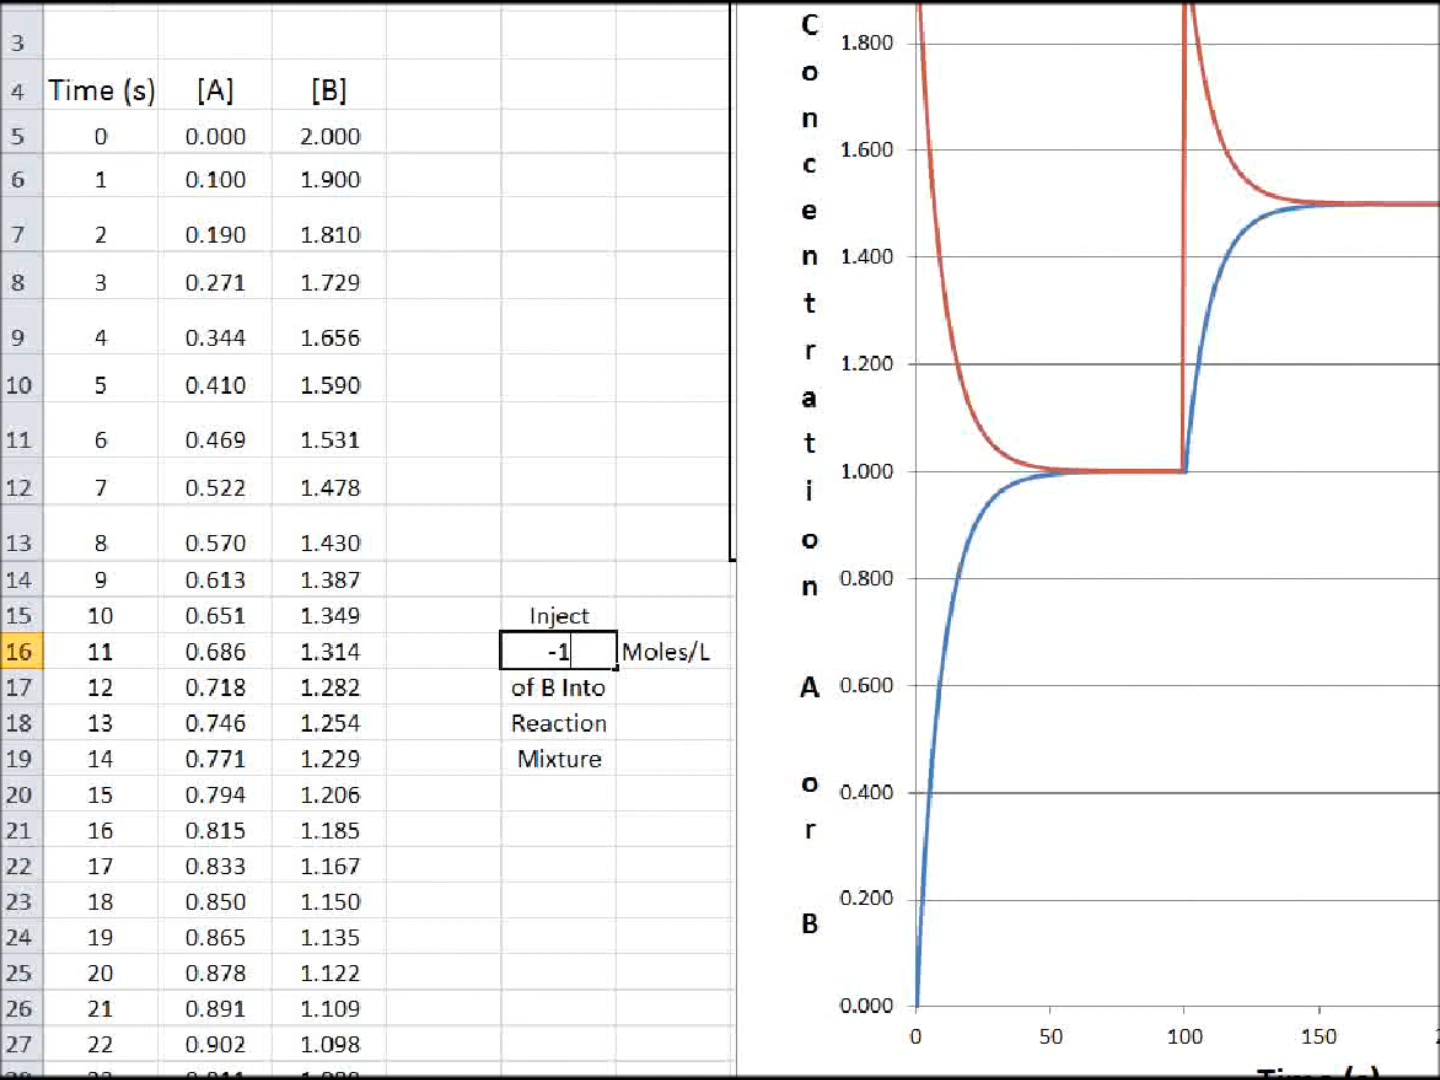 3
4 Time (s) [A] [B]
5 0 0.000 2.000
6 1 0.100 1.900
7 2 0.190 1.810
8 3 0.271 1.729
9 4 0.344 1.656
10 5 0.410 1.590
11 6 0.469 1.531
12 7 0.522 1.478
13 8 0.570 1.430
14 9 0.613 1.387
15 10 0.651 1.349 Inject
16 11 0.686 1.314 -1 Moles/L
17 12 0.718 1.282 of B Into
18 13 0.746 1.254 Reaction
19 14 0.771 1.229 Mixture
20 15 0.794 1.206
21 16 0.815 1.185
22 17 0.833 1.167
23 18 0.850 1.150
24 19 0.865 1.135
25 20 0.878 1.122
26 21 0.891 1.109
27 22 0.902 1.098
Concentration A or B
1.800
1.600
1.400
1.200
1.000
0.800
0.600
0.400
0.200
0.000
0 50 100 150
Time (s)